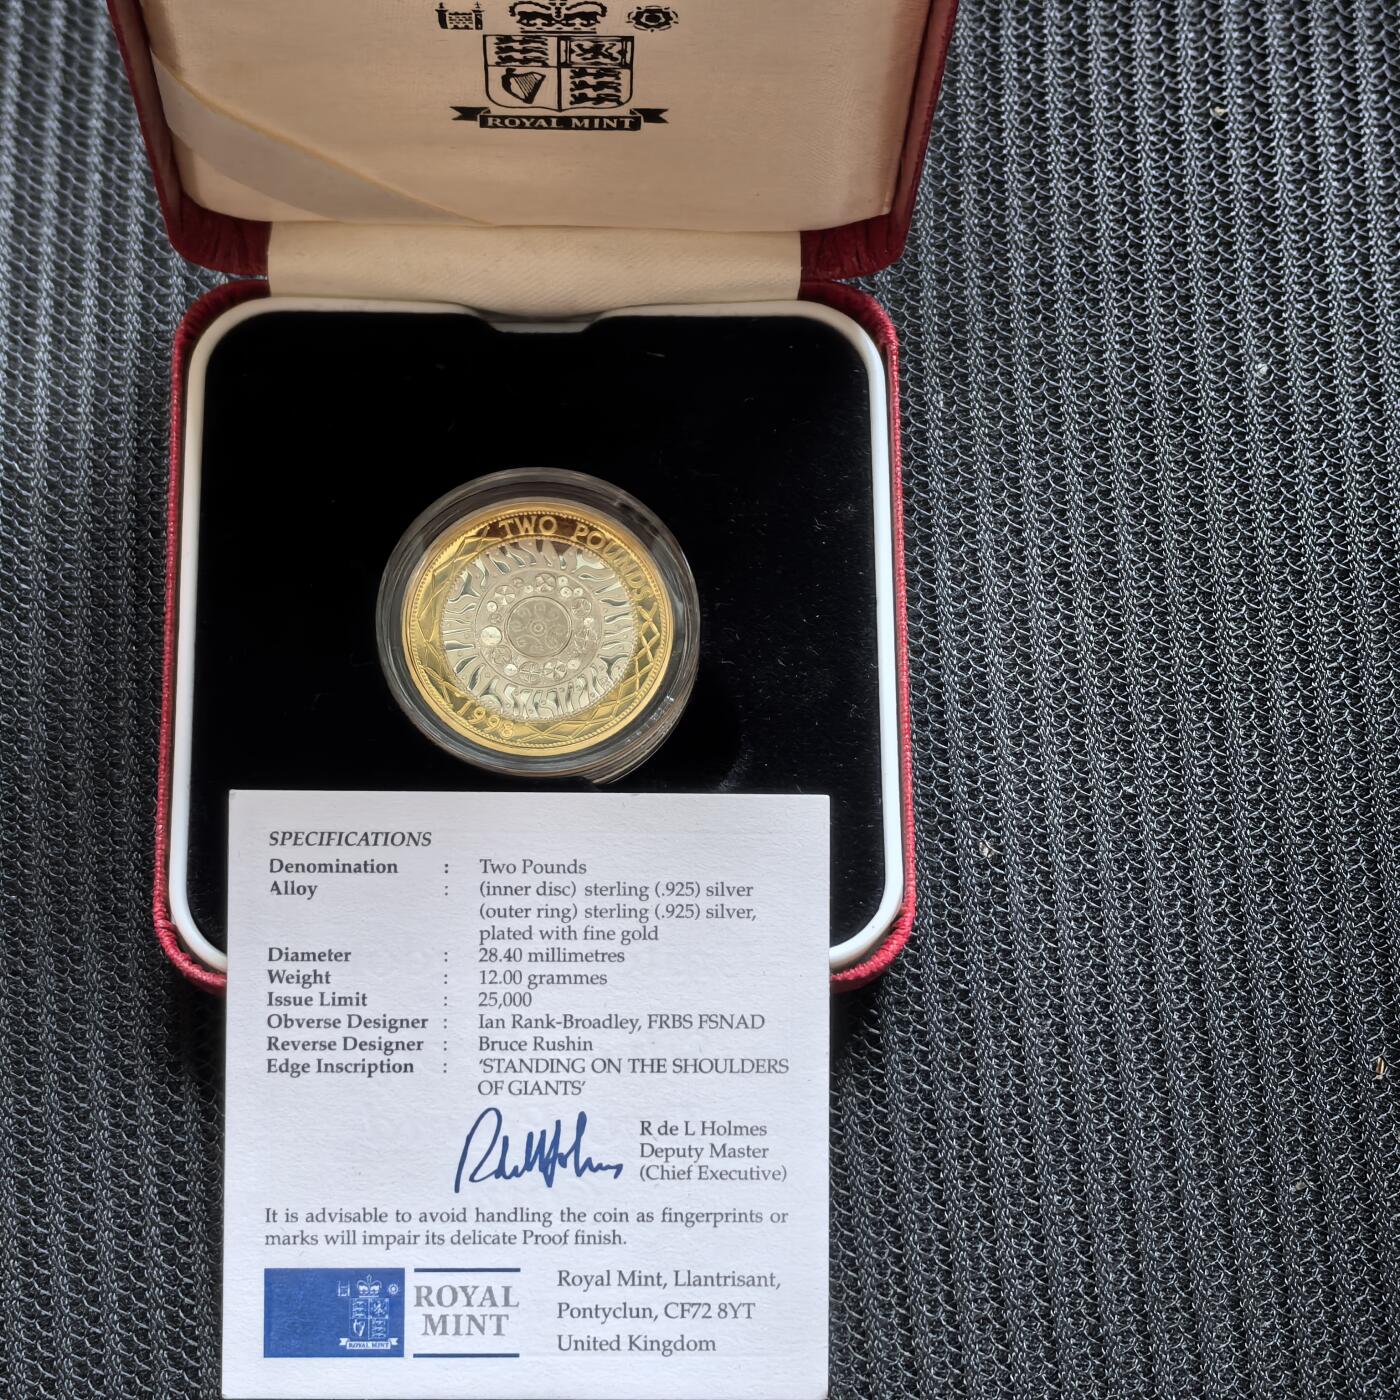 ROYAL MINT
TWO POUNDS
1998
SPECIFICATIONS
Denomination : Two Pounds
Alloy : (inner disc) sterling (.925) silver
(outer ring) sterling (.925) silver,
plated with fine gold
Diameter : 28.40 millimetres
Weight : 12.00 grammes
Issue Limit : 25,000
Obverse Designer : Ian Rank-Broadley, FRBS FSNAD
Reverse Designer : Bruce Rushin
Edge Inscription : ‘STANDING ON THE SHOULDERS
OF GIANTS’
R de L Holmes
Deputy Master
(Chief Executive)
It is advisable to avoid handling the coin as fingerprints or
marks will impair its delicate Proof finish.
ROYAL MINT
ROYAL
MINT
Royal Mint, Llantrisant,
Pontyclun, CF72 8YT
United Kingdom